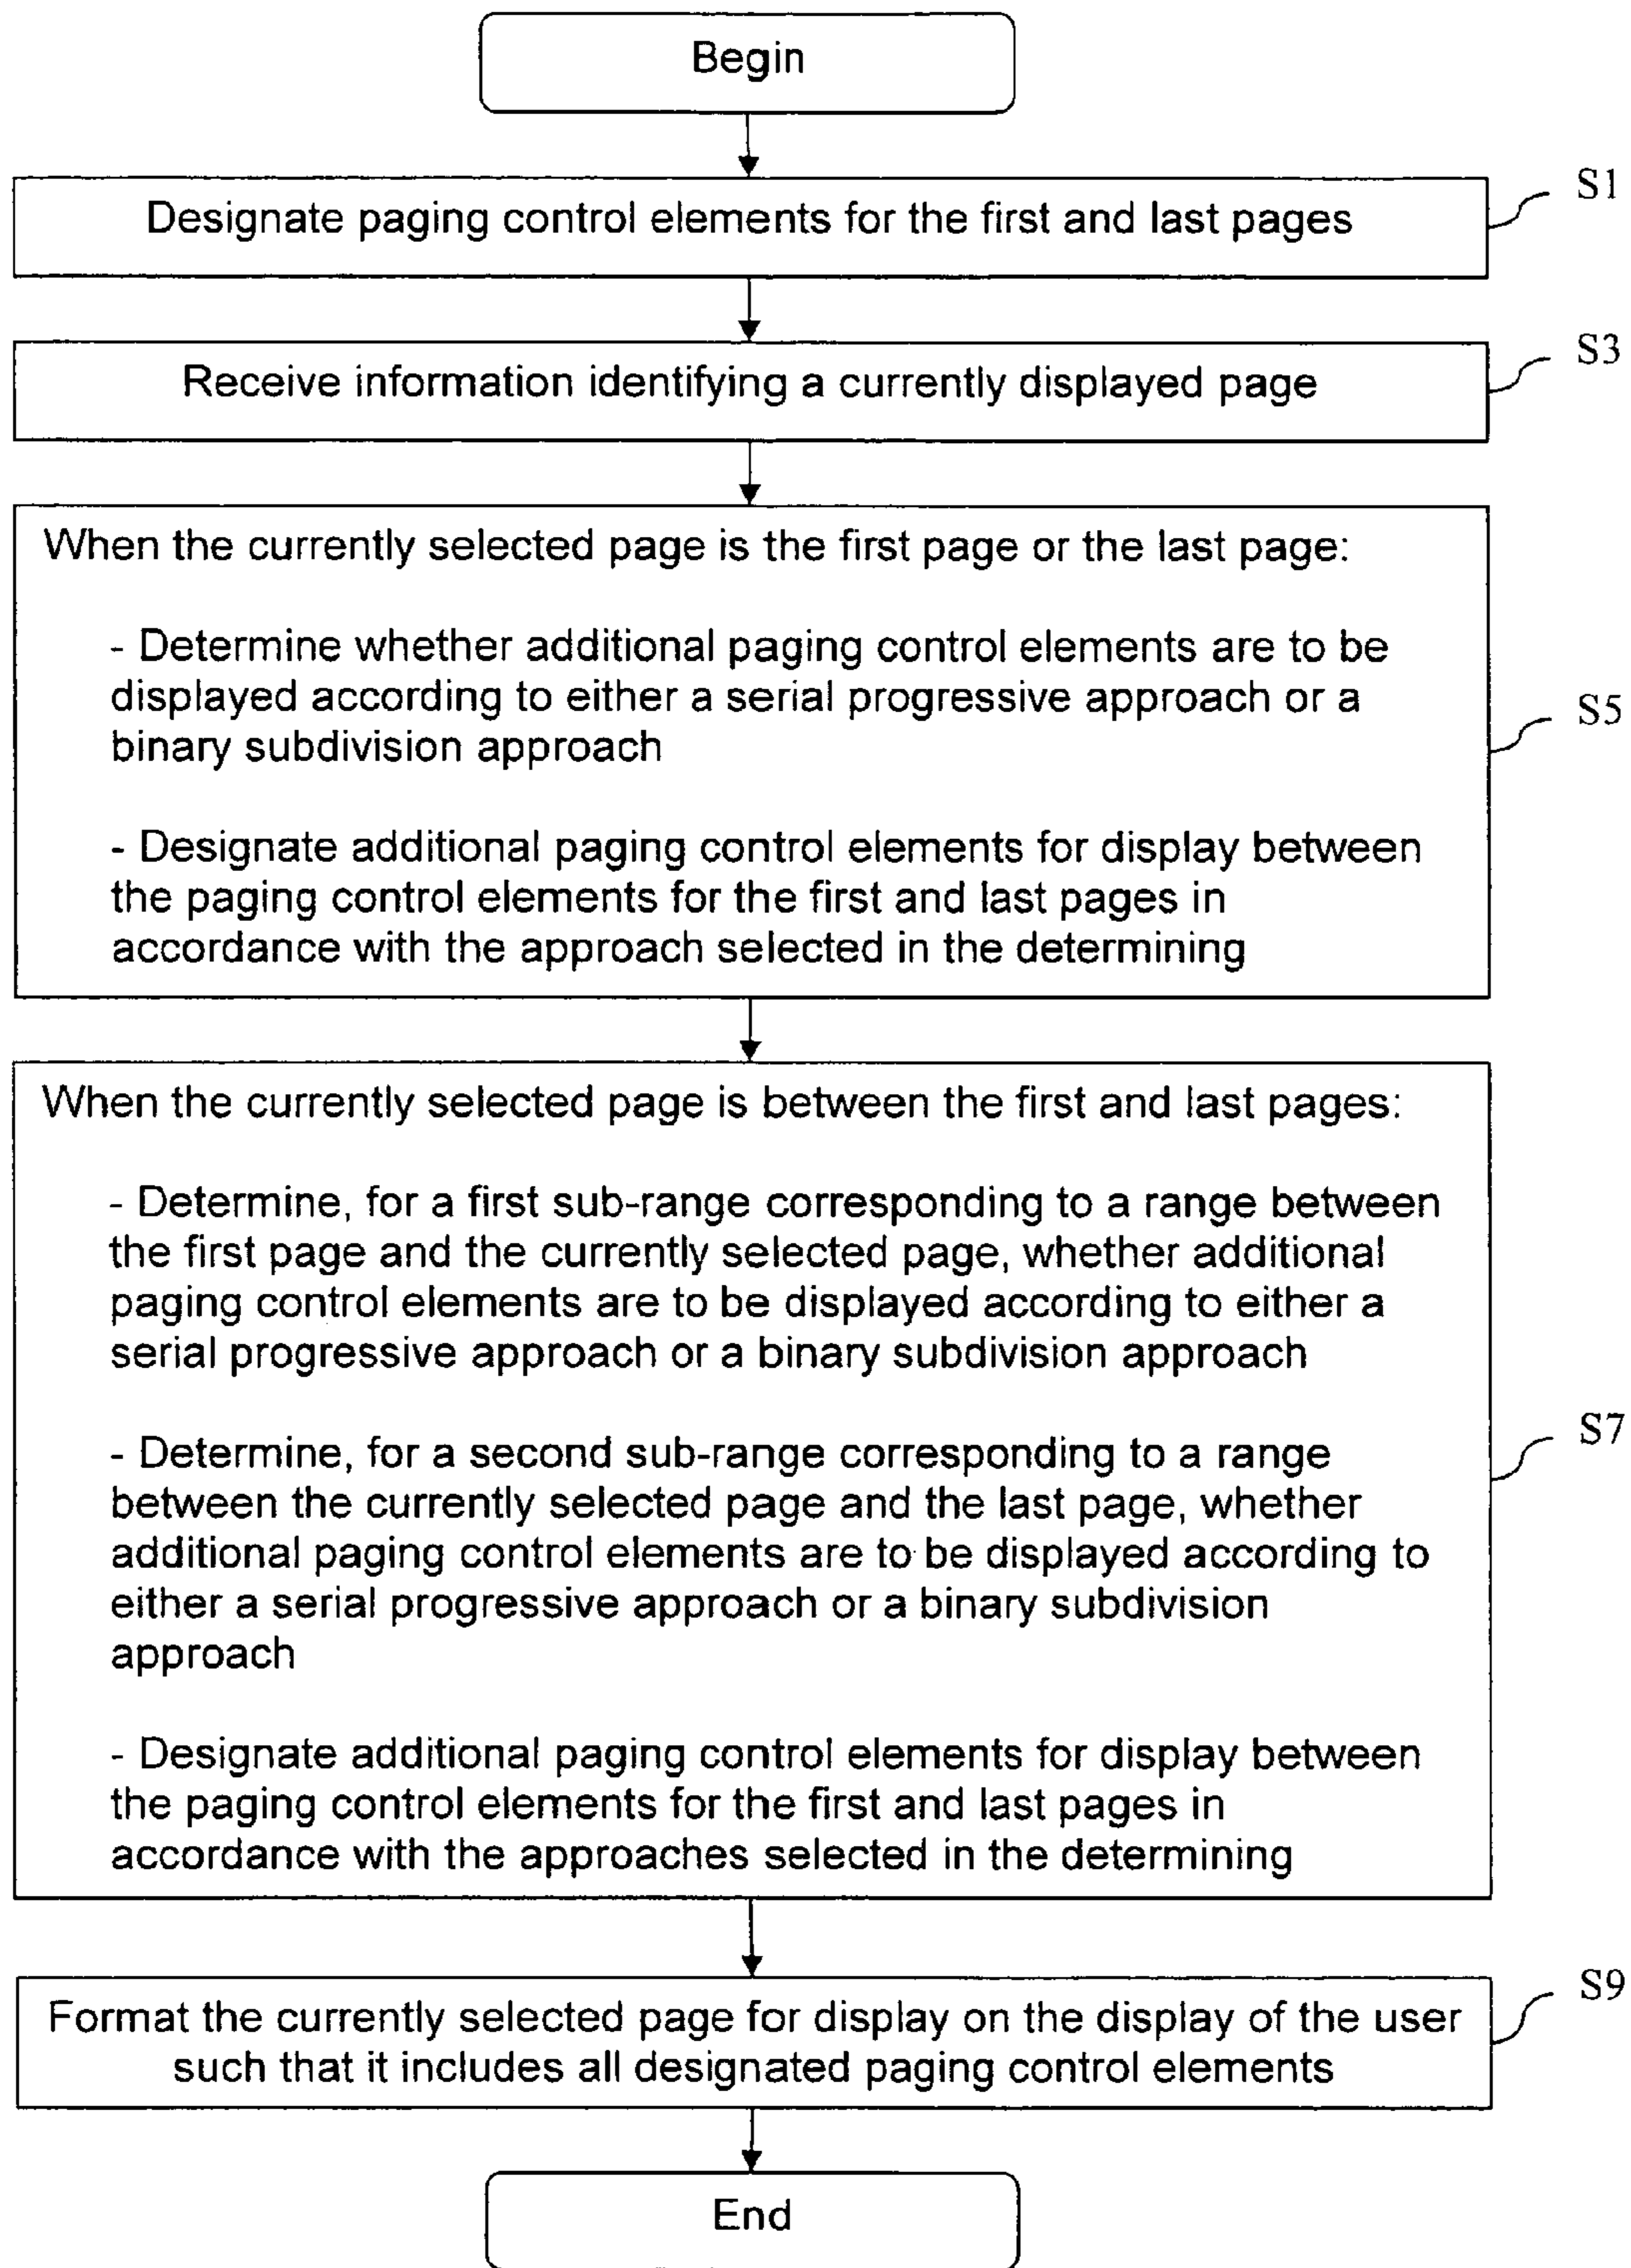 Begin
Designate paging control elements for the first and last pages
S1
Receive information identifying a currently displayed page
S3
When the currently selected page is the first page or the last page:
- Determine whether additional paging control elements are to be
displayed according to either a serial progressive approach or a
binary subdivision approach
- Designate additional paging control elements for display between
the paging control elements for the first and last pages in
accordance with the approach selected in the determining
S5
When the currently selected page is between the first and last pages:
- Determine, for a first sub-range corresponding to a range between
the first page and the currently selected page, whether additional
paging control elements are to be displayed according to either a
serial progressive approach or a binary subdivision approach
- Determine, for a second sub-range corresponding to a range
between the currently selected page and the last page, whether
additional paging control elements are to be displayed according to
either a serial progressive approach or a binary subdivision
approach
- Designate additional paging control elements for display between
the paging control elements for the first and last pages in
accordance with the approaches selected in the determining
S7
Format the currently selected page for display on the display of the user
such that it includes all designated paging control elements
S9
End